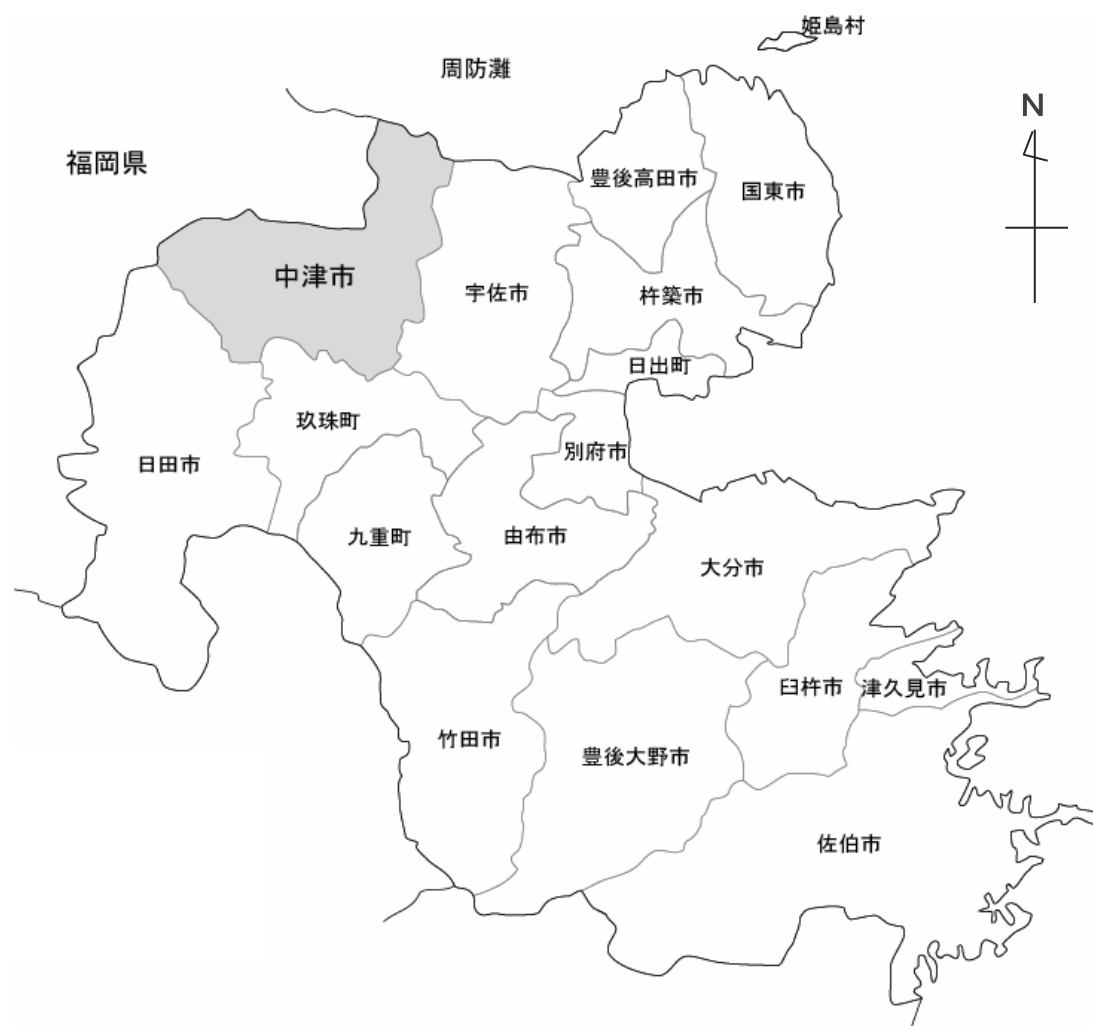 姫島村
周防灘
N
福岡県
豊後高田市
国東市
中津市
宇佐市
杵築市
日出町
玖珠町
別府市
日田市
九重町
由布市
大分市
臼杵市
津久見市
竹田市
豊後大野市
佐伯市